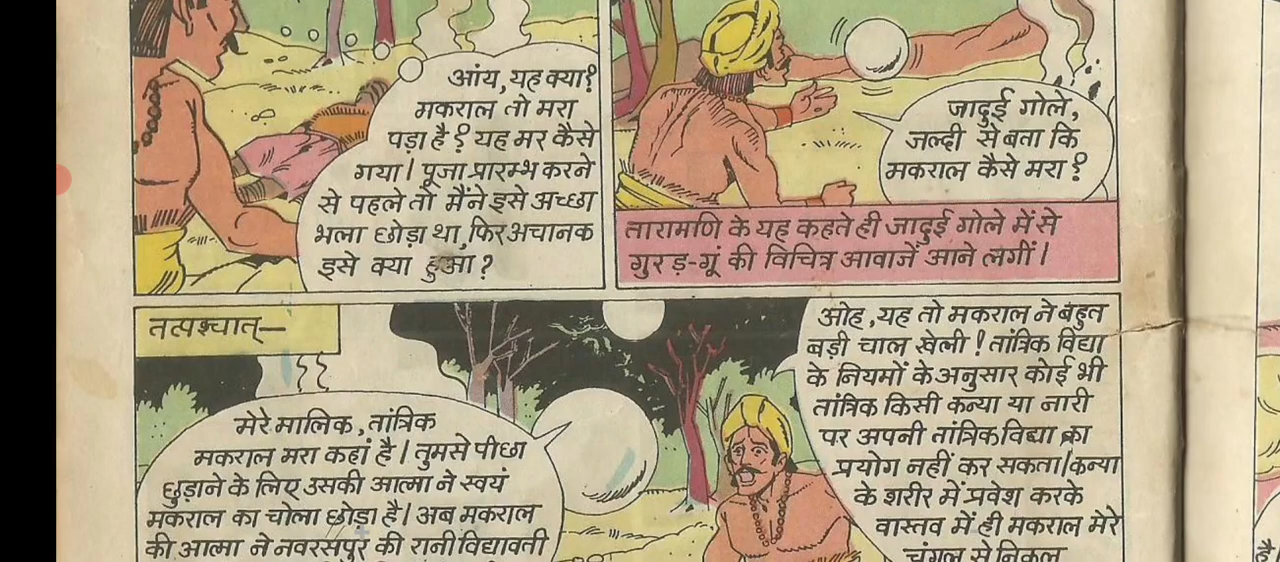 आंय, यह क्या?
मकराल तो मरा
पड़ा है? यह मर कैसे
गया। पूजा प्रारम्भ करने
से पहले तो मैंने इसे अच्छा
भला छोड़ा था, फिर अचानक
इसे क्या हुआ?
जादुई गोले,
जल्दी से बता कि
मकराल कैसे मरा?
तारामणि के यह कहते ही जादुई गोले में से
गुरड़-गूं की विचित्र आवाजें आने लगीं।
तत्पश्चात्—
मेरे मालिक, तांत्रिक
मकराल मरा कहां है। तुमसे पीछा
छुड़ाने के लिए उसकी आत्मा ने स्वयं
मकराल का चोला छोड़ा है। अब मकराल
की आत्मा ने नवरसपुर की रानी विद्यावती
ओह, यह तो मकराल ने बहुत
बड़ी चाल खेली! तांत्रिक विद्या
के नियमों के अनुसार कोई भी
तांत्रिक किसी कन्या या नारी
पर अपनी तांत्रिक विद्या का
प्रयोग नहीं कर सकता। कन्या
के शरीर में प्रवेश करके
वास्तव में ही मकराल मेरे
चंगुल से निकल